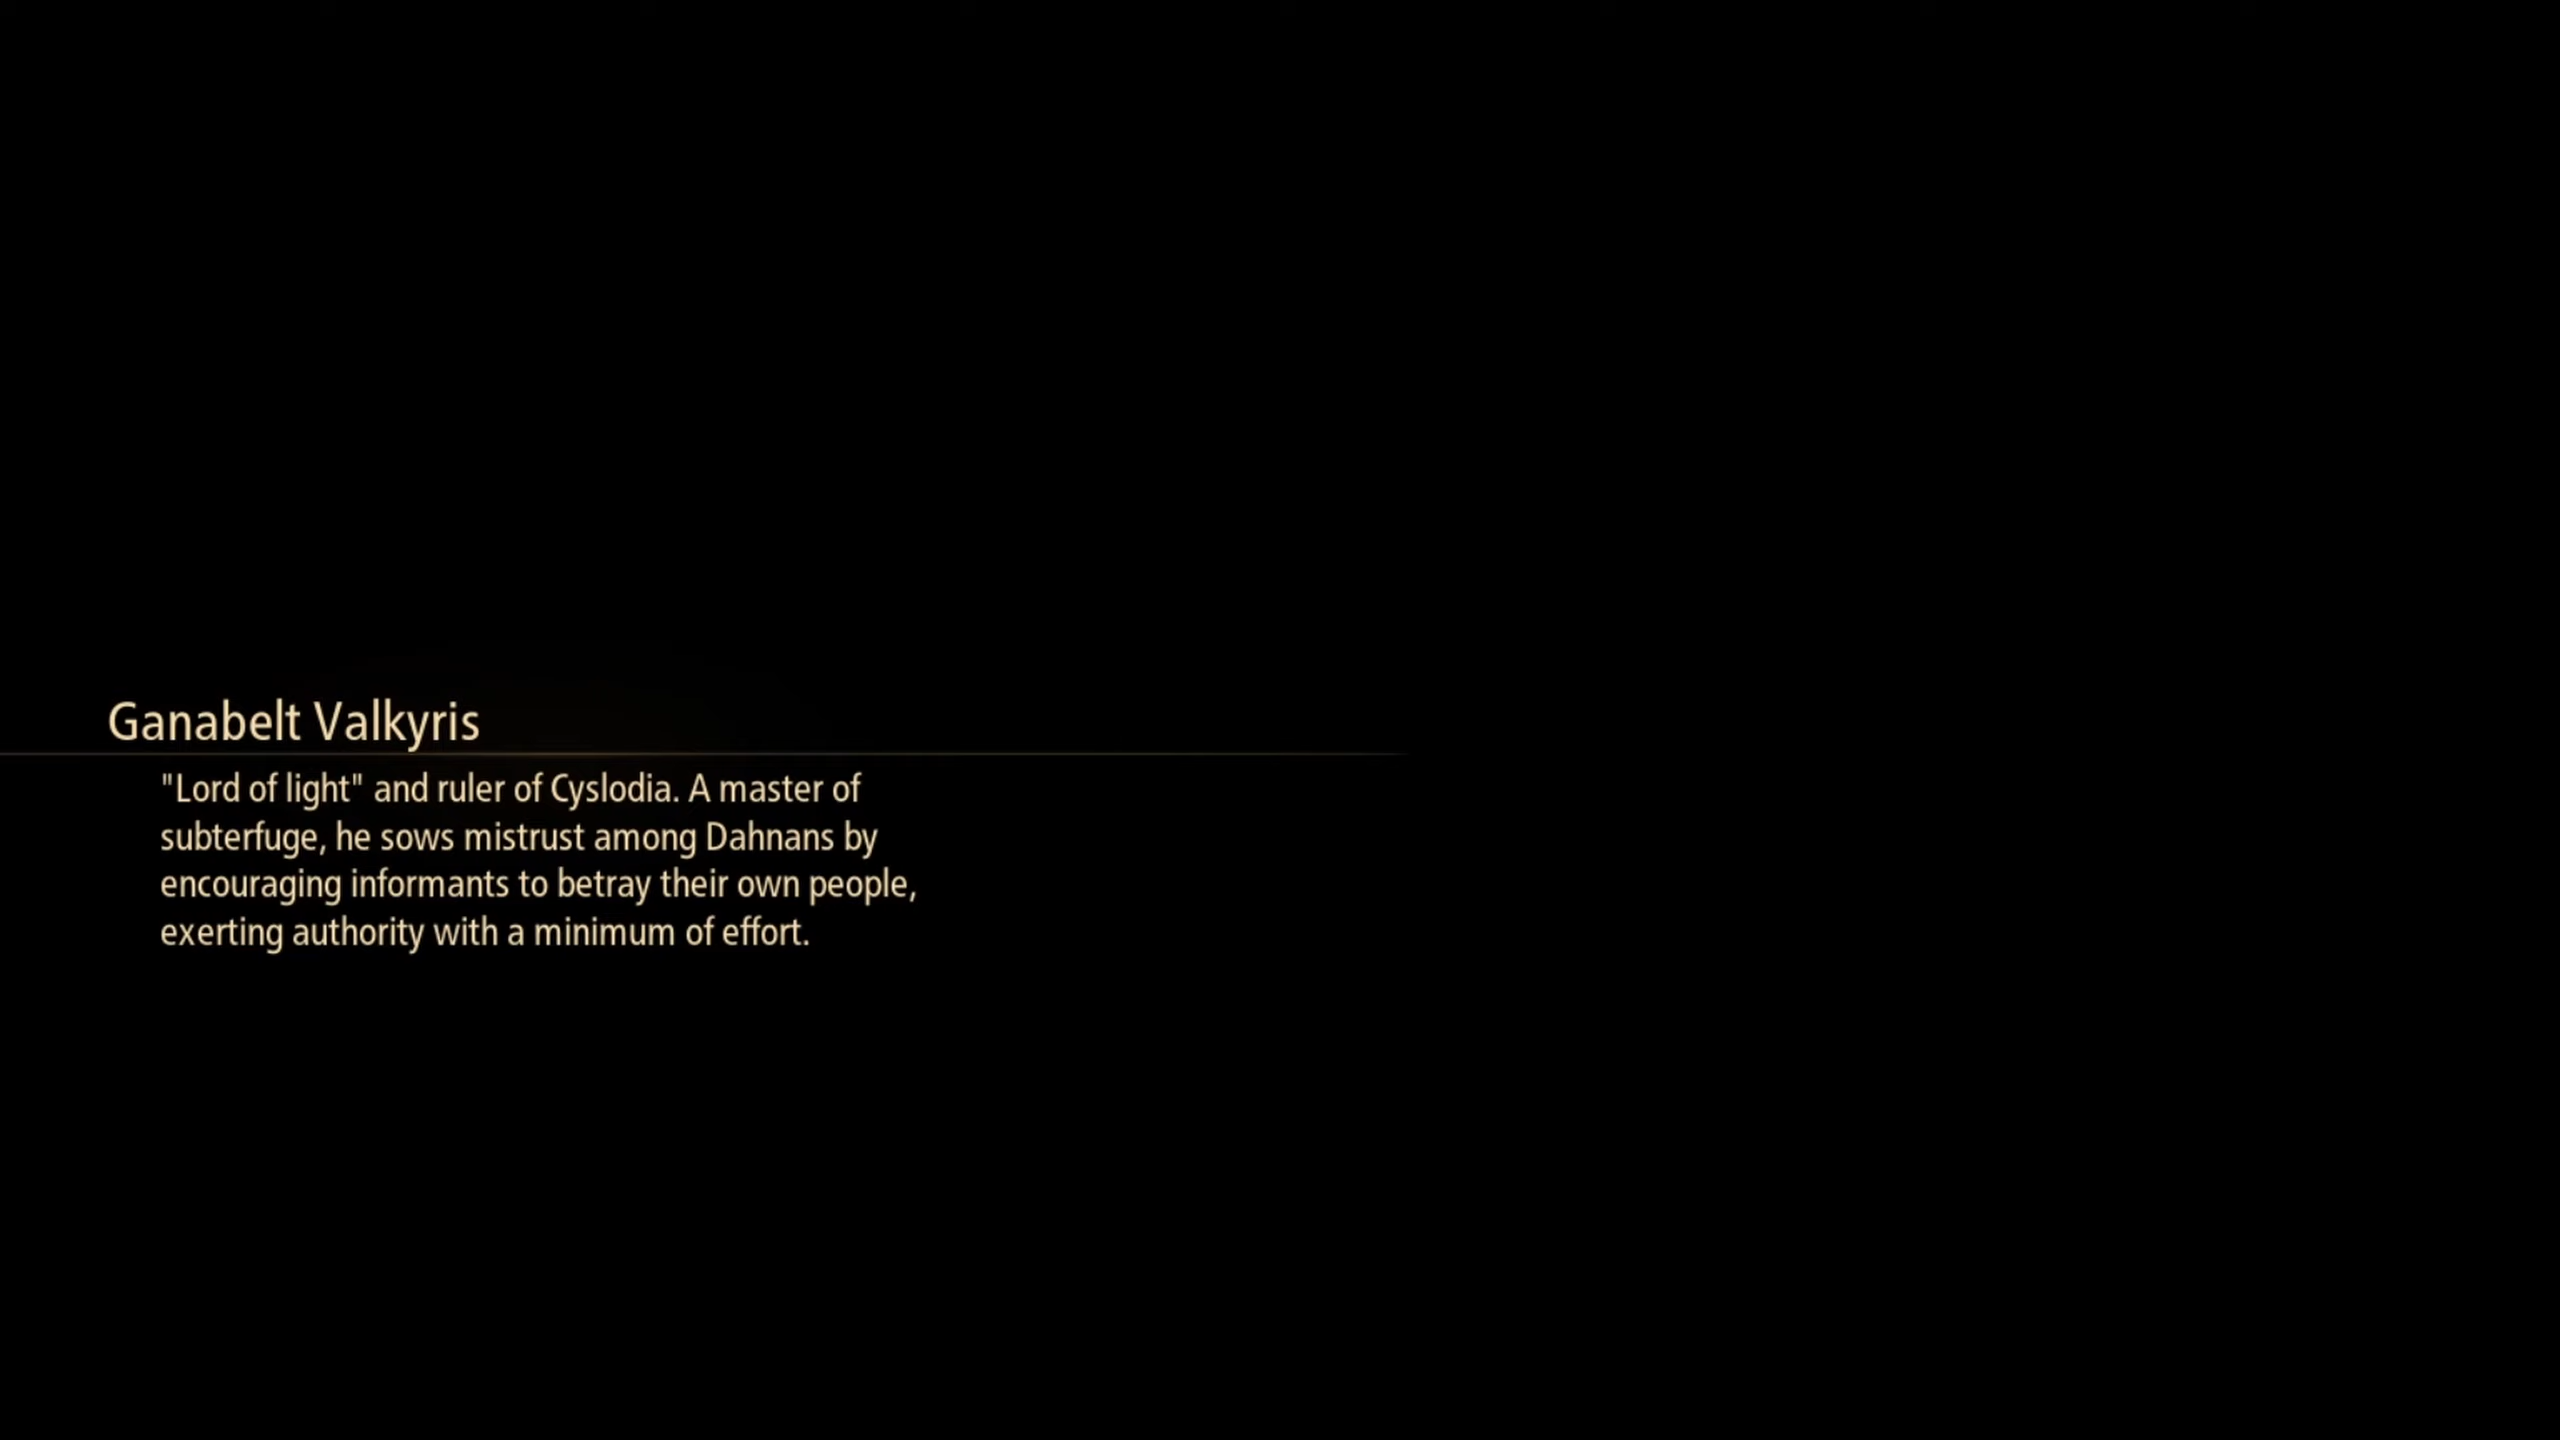 Ganabelt Valkyris
"Lord of light" and ruler of Cyslodia. A master of
subterfuge, he sows mistrust among Dahnans by
encouraging informants to betray their own people,
exerting authority with a minimum of effort.